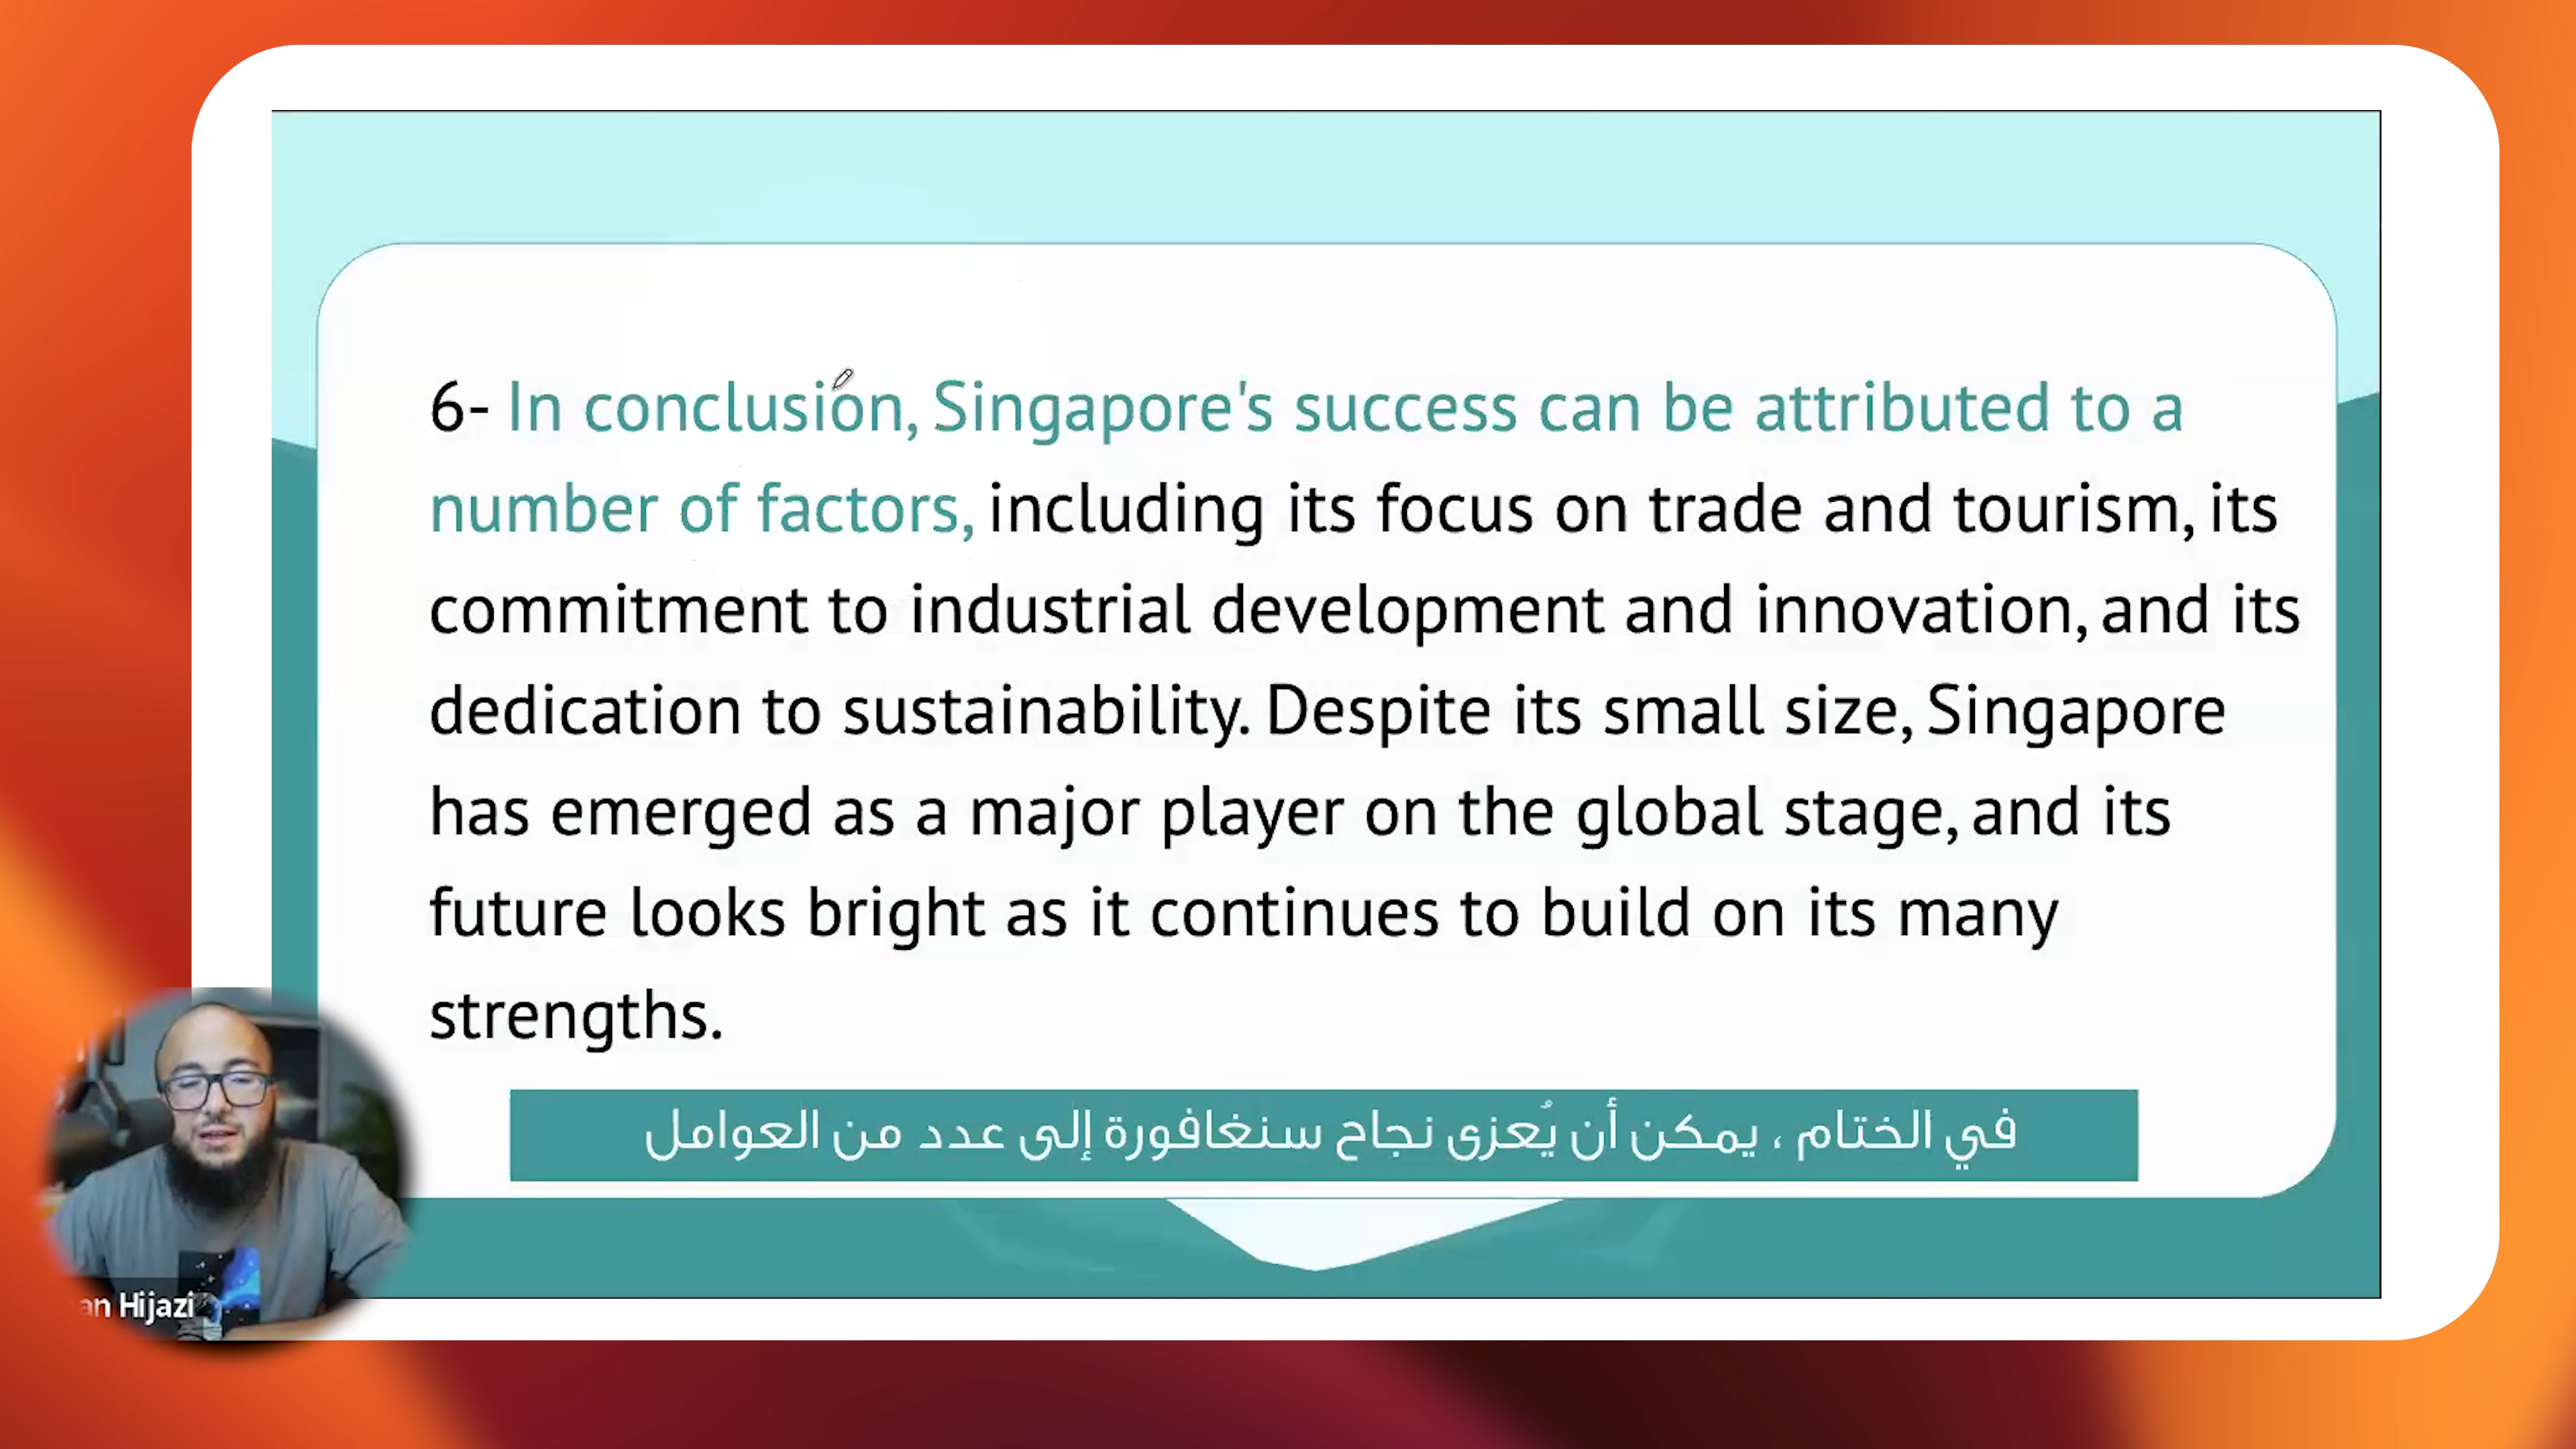 6- In conclusion, Singapore's success can be attributed to a
number of factors, including its focus on trade and tourism, its
commitment to industrial development and innovation, and its
dedication to sustainability. Despite its small size, Singapore
has emerged as a major player on the global stage, and its
future looks bright as it continues to build on its many
strengths.
في الختام ، يمكن أن يُعزى نجاح سنغافورة إلى عدد من العوامل
Hijazi